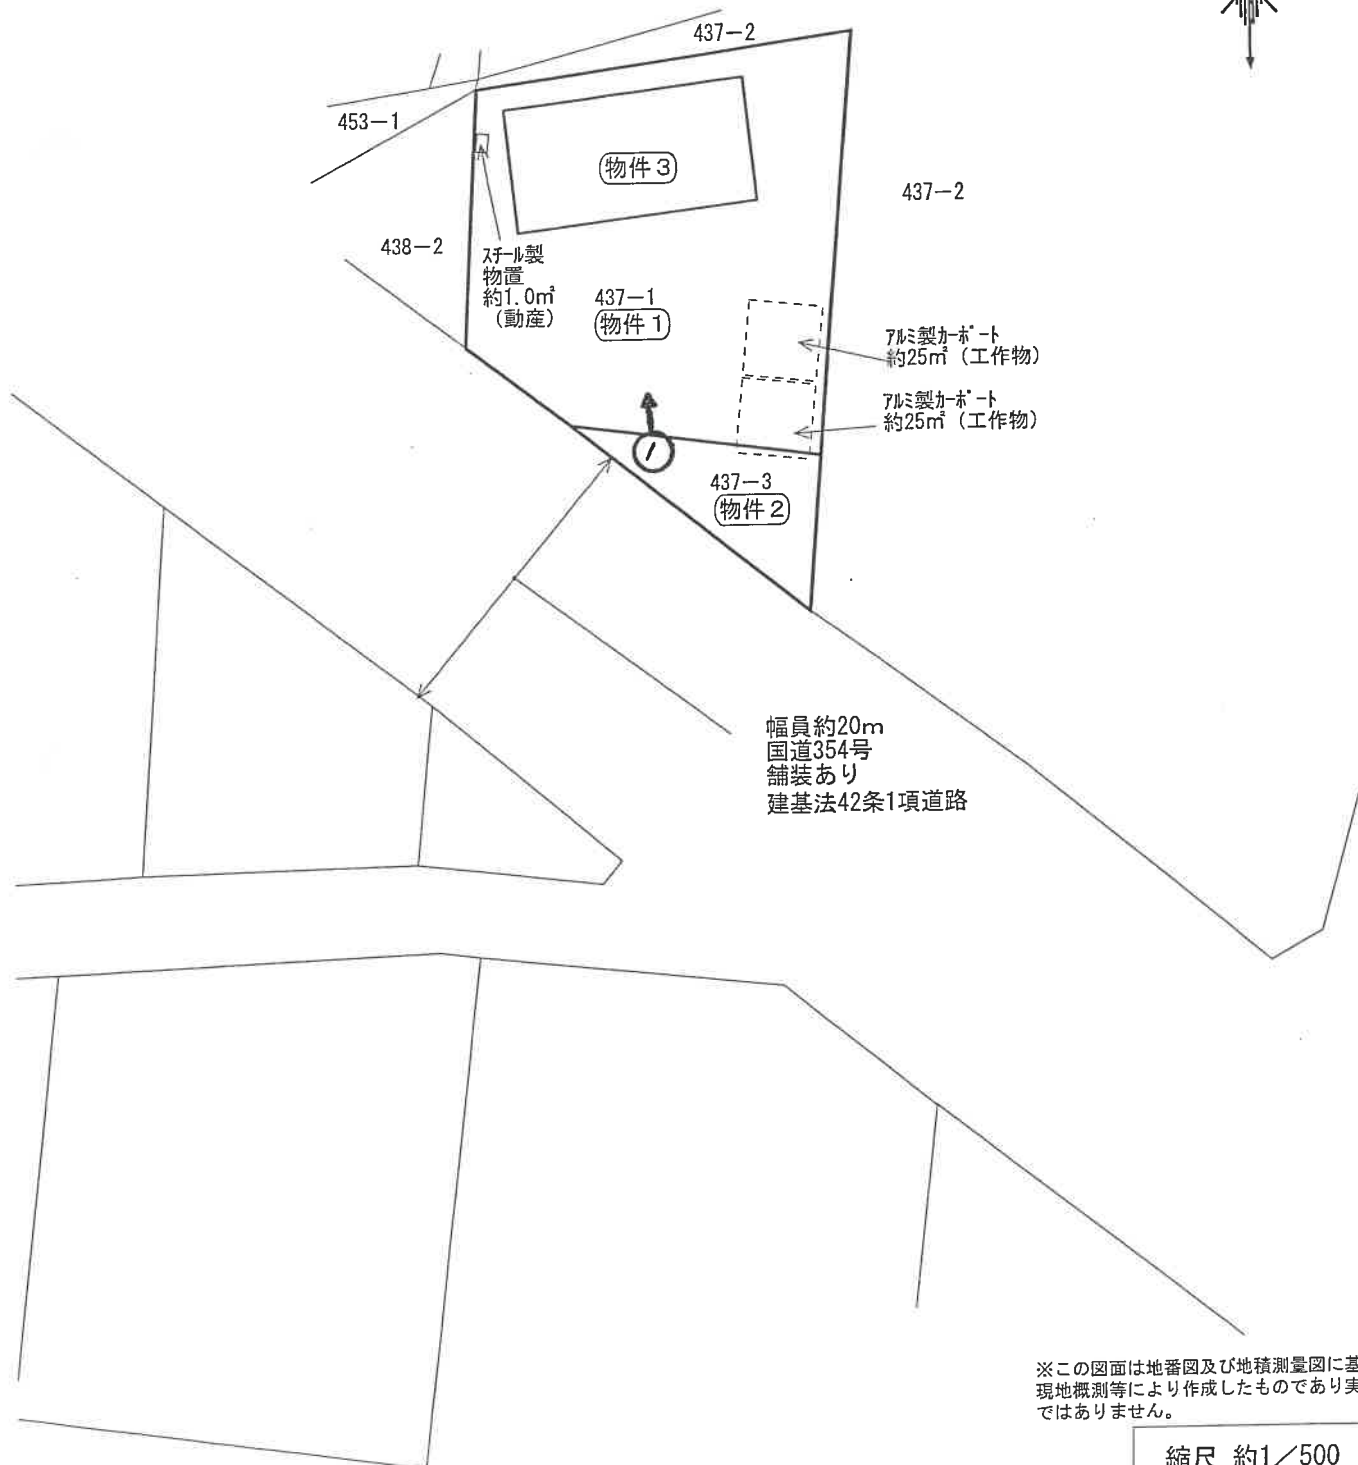 437-2
453-1
物件3
437-2
438-2
スチール製
物置
約1.0㎡
(動産)
437-1
物件1
アルミ製カーポート
約25㎡(工作物)
アルミ製カーポート
約25㎡(工作物)
437-3
物件2
幅員約20m
国道354号
舗装あり
建基法42条1項道路
※この図面は地番図及び地積測量図に基
現地概測等により作成したものであり実
ではありません。
縮尺 約1/500